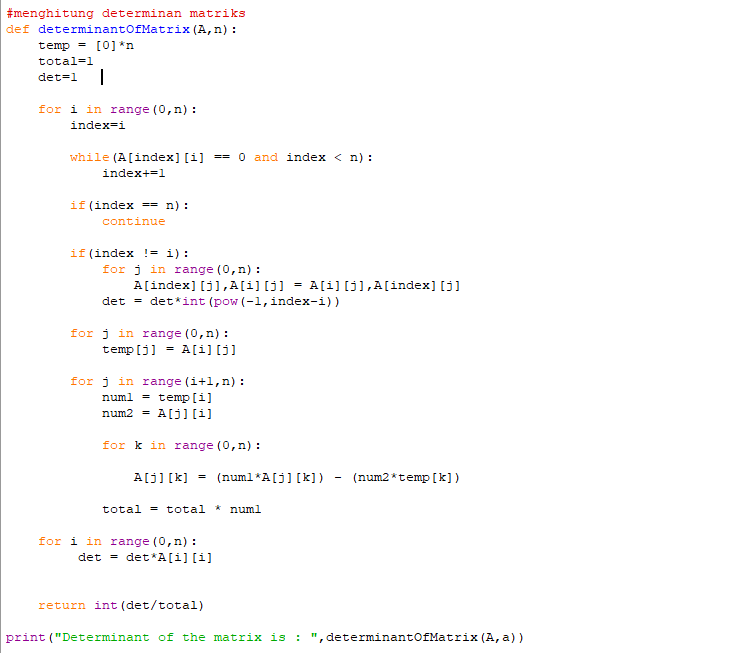 #menghitung determinan matriks
def determinantOfMatrix(A,n):
    temp = [0]*n
    total=1
    det=1
    for i in range(0,n):
        index=i
        while(A[index][i] == 0 and index < n):
            index+=1
        if(index == n):
            continue
        if(index != i):
            for j in range(0,n):
                A[index][j],A[i][j] = A[i][j],A[index][j]
            det = det*int(pow(-1,index-i))
        for j in range(0,n):
            temp[j] = A[i][j]
        for j in range(i+1,n):
            num1 = temp[i]
            num2 = A[j][i]
            for k in range(0,n):
                A[j][k] = (num1*A[j][k]) - (num2*temp[k])
            total = total * num1
    for i in range(0,n):
         det = det*A[i][i]
    return int(det/total)
print("Determinant of the matrix is : ",determinantOfMatrix(A,a))